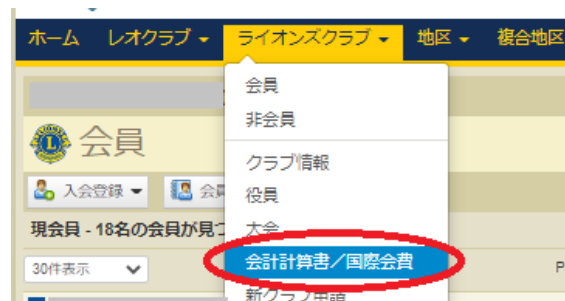 ホーム レオクラブ ライオンズクラブ 地区 複合地区
会員
非会員
クラブ情報
役員
大会
会計計算書／国際会費
新クラブ申請
会員
入会登録 会員
現会員 - 18名の会員が見つ
30件表示
P